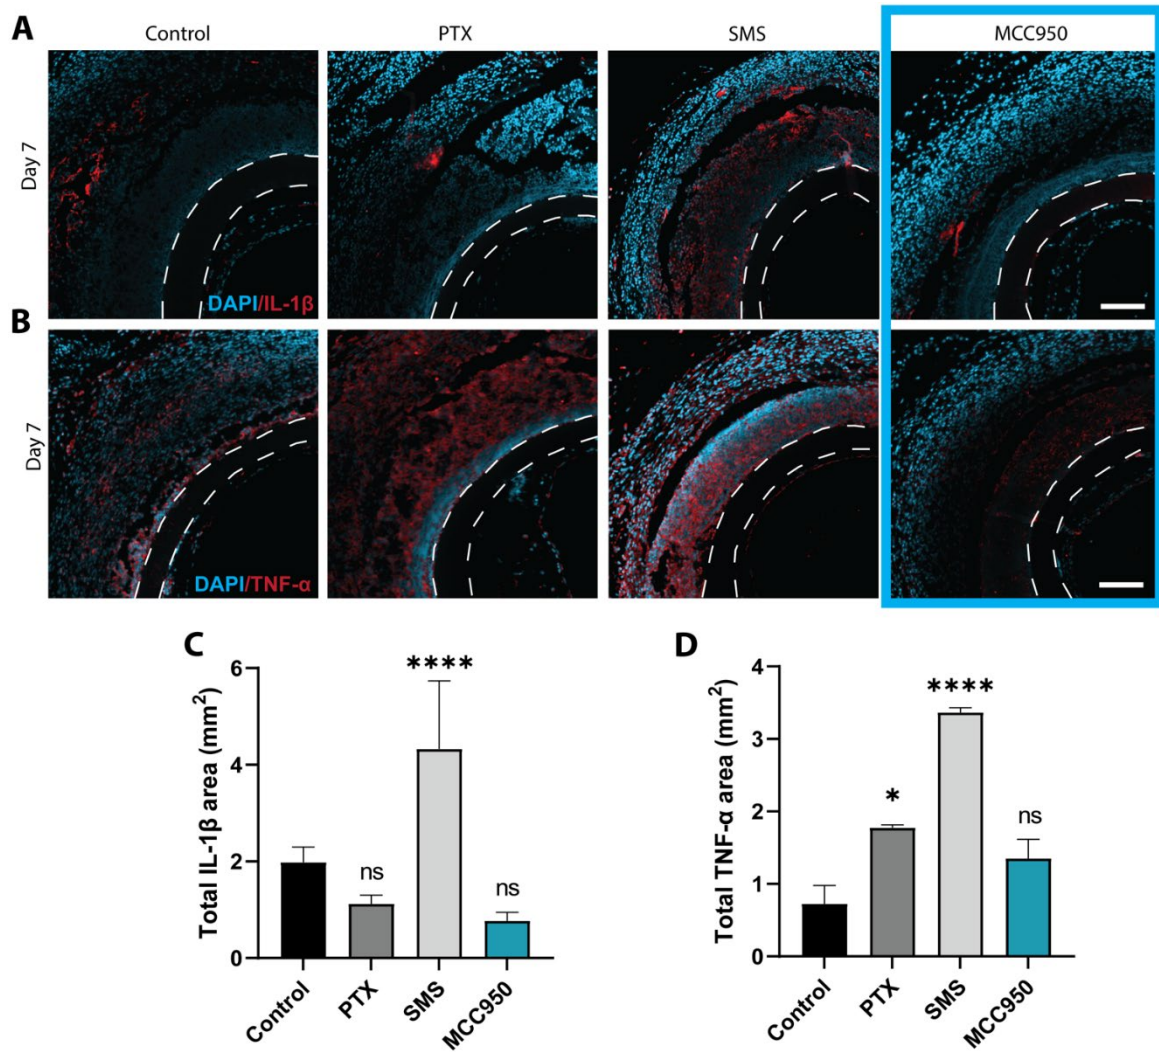 A
Control
PTX
SMS
MCC950
Day 7
DAPI/IL-1β
B
Day 7
DAPI/TNF-α
C
Total IL-1β area (mm²)
6
4
2
0
ns
****
ns
Control
PTX
SMS
MCC950
D
Total TNF-α area (mm²)
4
3
2
1
0
*
****
ns
Control
PTX
SMS
MCC950